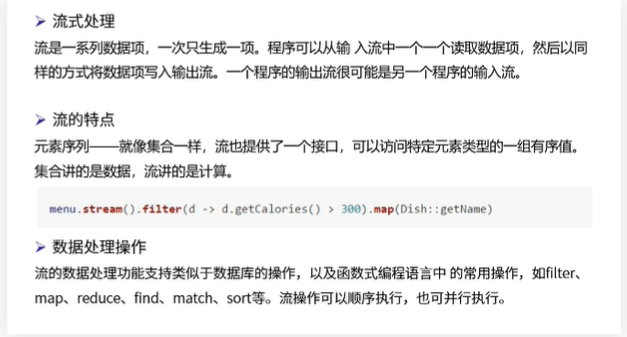 ➤ 流式处理
流是一系列数据项，一次只生成一项。程序可以从输 入流中一个一个读取数据项，然后以同
样的方式将数据项写入输出流。一个程序的输出流很可能是另一个程序的输入流。
➤ 流的特点
元素序列——就像集合一样，流也提供了一个接口，可以访问特定元素类型的一组有序值。
集合讲的是数据，流讲的是计算。
menu.stream().filter(d -> d.getCalories() > 300).map(Dish::getName)
➤ 数据处理操作
流的数据处理功能支持类似于数据库的操作，以及函数式编程语言中 的常用操作，如filter、
map、reduce、find、match、sort等。流操作可以顺序执行，也可并行执行。